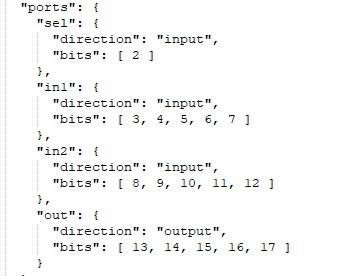 "ports": {
"sel": {
"direction": "input",
"bits": [ 2 ]
},
"in1": {
"direction": "input",
"bits": [ 3, 4, 5, 6, 7 ]
},
"in2": {
"direction": "input",
"bits": [ 8, 9, 10, 11, 12 ]
},
"out": {
"direction": "output",
"bits": [ 13, 14, 15, 16, 17 ]
}